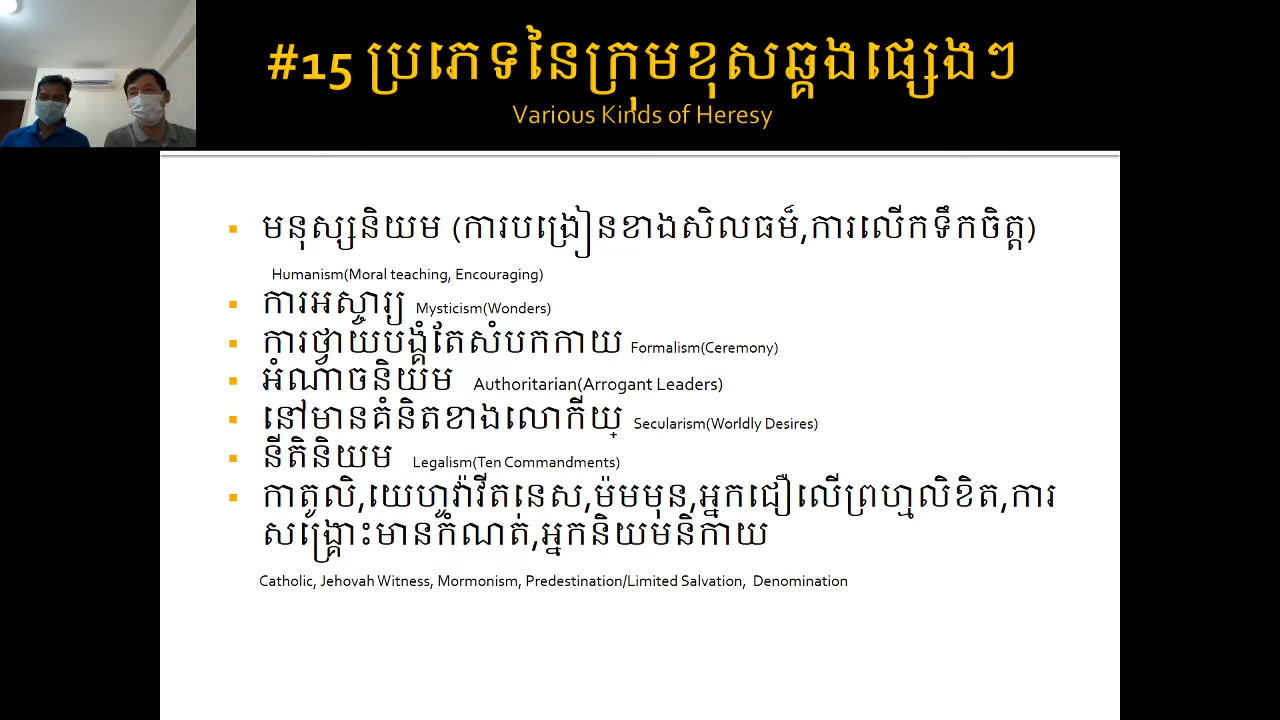 #15 ប្រភេទនៃក្រុមខុសឆ្គងផ្សេងៗ
Various Kinds of Heresy
មនុស្សនិយម (ការបង្រៀនខាងសិលធម៌,ការលើកទឹកចិត្ត)
Humanism(Moral teaching, Encouraging)
ការអស្ចារ្យ Mysticism(Wonders)
ការថ្វាយបង្គំតែសំបកកាយ Formalism(Ceremony)
អំណាចនិយម Authoritarian(Arrogant Leaders)
នៅមានគំនិតខាងលោកីយ្ Secularism(Worldly Desires)
នីតិនិយម Legalism(Ten Commandments)
កាតូលិ,យេហូវ៉ាវីតនេស,ម៉មមុន,អ្នកជឿលើព្រហ្មលិខិត,ការ
សង្គ្រោះមានកំណត់,អ្នកនិយមនិកាយ
Catholic, Jehovah Witness, Mormonism, Predestination/Limited Salvation, Denomination